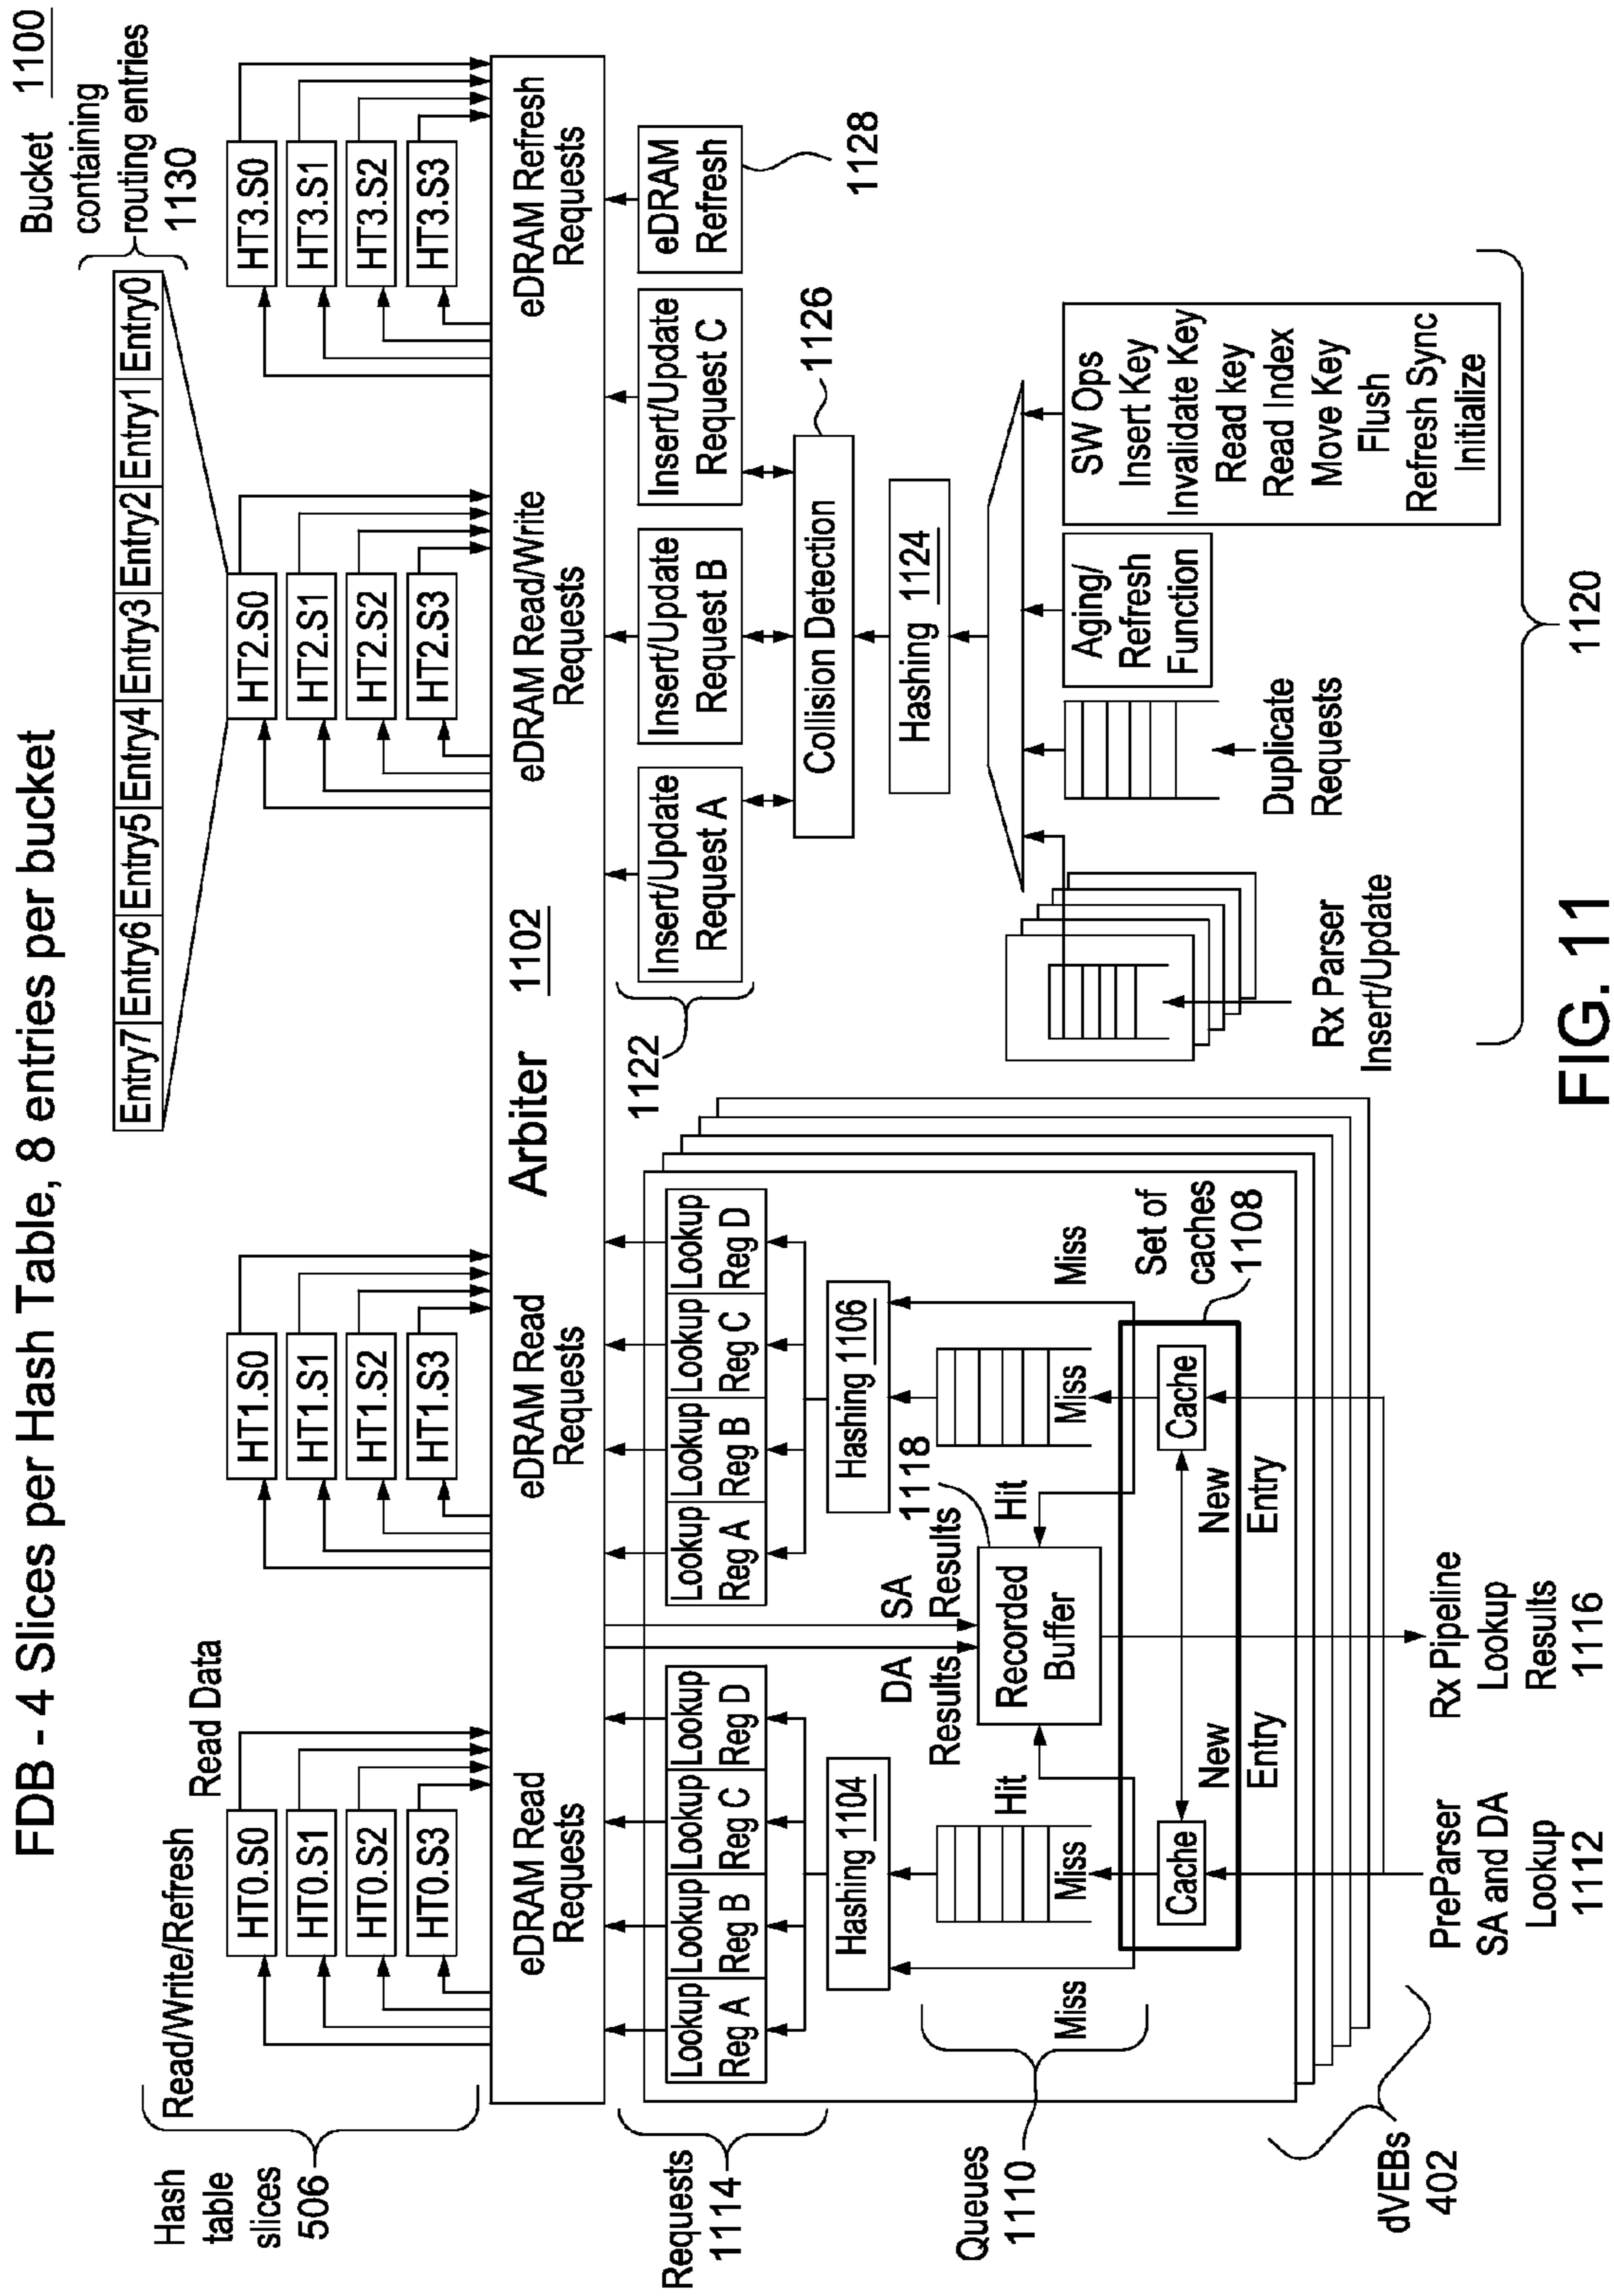 FDB - 4 Slices per Hash Table, 8 entries per bucket
Bucket 1100
containing
routing entries
1130
Entry7 Entry6 Entry5 Entry4 Entry3 Entry2 Entry1 Entry0
Hash
table
slices
506
Read/Write/Refresh
Read Data
HT0.S0
HT0.S1
HT0.S2
HT0.S3
HT1.S0
HT1.S1
HT1.S2
HT1.S3
HT2.S0
HT2.S1
HT2.S2
HT2.S3
HT3.S0
HT3.S1
HT3.S2
HT3.S3
eDRAM Read
Requests
eDRAM Read
Requests
Arbiter 1102
eDRAM Read/Write
Requests
eDRAM Refresh
Requests
Requests
1114
Lookup
Reg A
Lookup
Reg B
Lookup
Reg C
Lookup
Reg D
DA
Results
SA
Results
Lookup
Reg A
Lookup
Reg B
Lookup
Reg C
Lookup
Reg D
Hashing 1104
Hashing 1106
1118
Queues
1110
Miss
Miss
Hit
Recorded
Buffer
Hit
Miss
Miss
Set of
caches
1108
Cache
New
Entry
New
Entry
Cache
dVEBs
402
PreParser
SA and DA
Lookup
1112
Rx Pipeline
Lookup
Results
1116
1122
Insert/Update
Request A
Insert/Update
Request B
Insert/Update
Request C
eDRAM
Refresh
1128
Collision Detection
1126
Hashing 1124
Rx Parser
Insert/Update
Duplicate
Requests
Aging/
Refresh
Function
SW Ops
Insert Key
Invalidate Key
Read key
Read Index
Move Key
Flush
Refresh Sync
Initialize
1120
FIG. 11